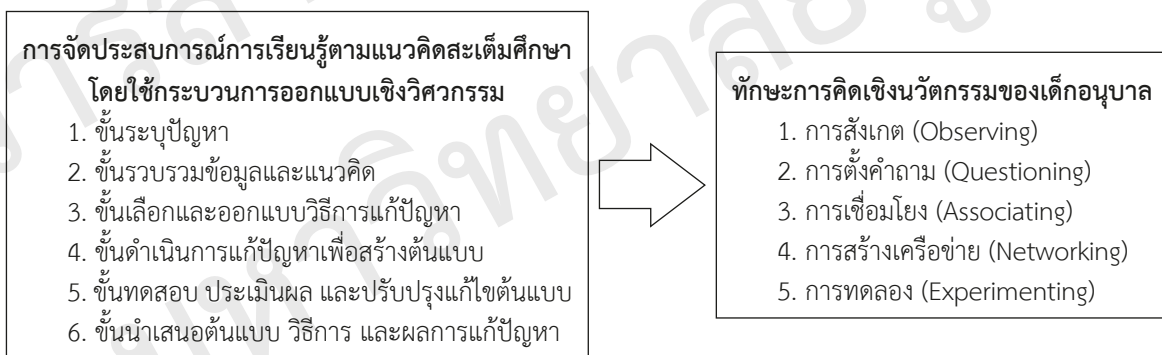 การจัดประสบการณ์การเรียนรู้ตามแนวคิดสะเต็มศึกษา
โดยใช้กระบวนการออกแบบเชิงวิศวกรรม
1. ขั้นระบุปัญหา
2. ขั้นรวบรวมข้อมูลและแนวคิด
3. ขั้นเลือกและออกแบบวิธีการแก้ปัญหา
4. ขั้นดำเนินการแก้ปัญหาเพื่อสร้างต้นแบบ
5. ขั้นทดสอบ ประเมินผล และปรับปรุงแก้ไขต้นแบบ
6. ขั้นนำเสนอต้นแบบ วิธีการ และผลการแก้ปัญหา
ทักษะการคิดเชิงนวัตกรรมของเด็กอนุบาล
1. การสังเกต (Observing)
2. การตั้งคำถาม (Questioning)
3. การเชื่อมโยง (Associating)
4. การสร้างเครือข่าย (Networking)
5. การทดลอง (Experimenting)